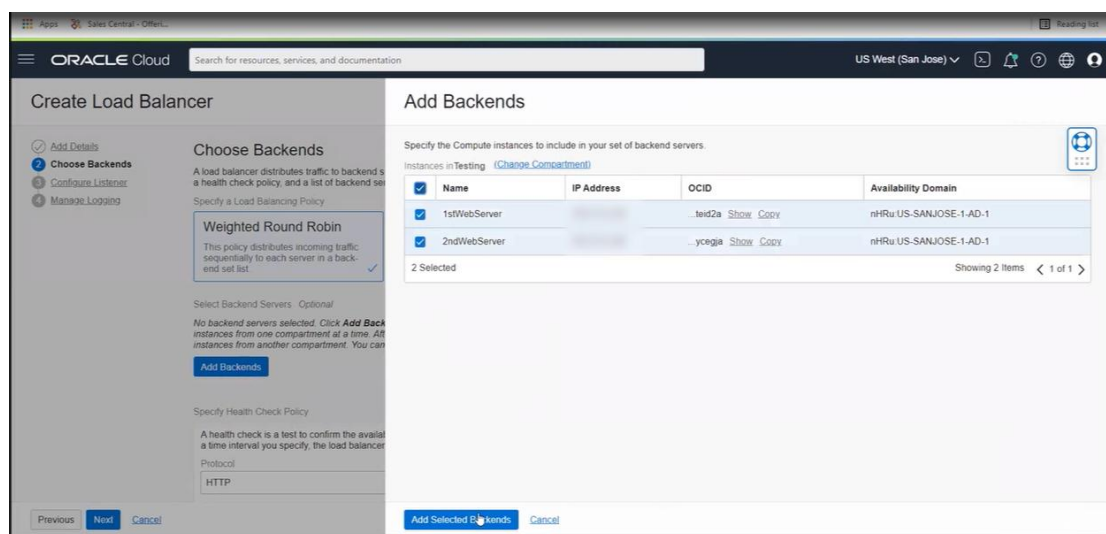 Apps Sales Central - Offeri...
Reading list
ORACLE Cloud
Search for resources, services, and documentation
US West (San Jose)
Create Load Balancer
Add Details
2 Choose Backends
3 Configure Listener
4 Manage Logging
Choose Backends
A load balancer distributes traffic to backend s
a health check policy, and a list of backend ser
Specify a Load Balancing Policy
Weighted Round Robin
This policy distributes incoming traffic
sequentially to each server in a back-
end set list.
Select Backend Servers Optional
No backend servers selected. Click Add Back
instances from one compartment at a time. Aft
instances from another compartment. You can
Add Backends
Specify Health Check Policy
A health check is a test to confirm the availab
a time interval you specify, the load balancer
Protocol
HTTP
Previous Next Cancel
Add Backends
Specify the Compute instances to include in your set of backend servers.
Instances in Testing (Change Compartment)
Name IP Address OCID Availability Domain
1stWebServer ...teid2a Show Copy nHRu:US-SANJOSE-1-AD-1
2ndWebServer ...ycegja Show Copy nHRu:US-SANJOSE-1-AD-1
2 Selected Showing 2 Items < 1 of 1 >
Add Selected Backends Cancel